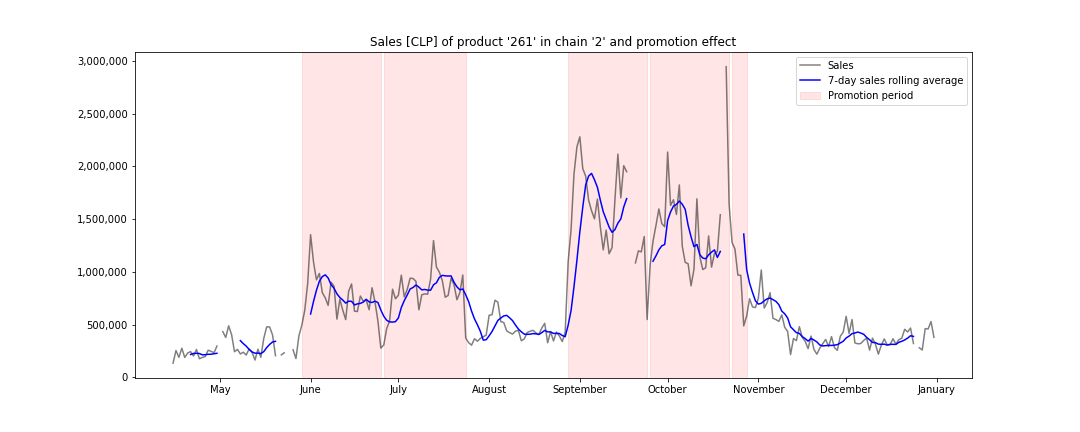 Sales [CLP] of product '261' in chain '2' and promotion effect
3,000,000
2,500,000
2,000,000
1,500,000
1,000,000
500,000
0
Sales
7-day sales rolling average
Promotion period
May June July August September October November December January